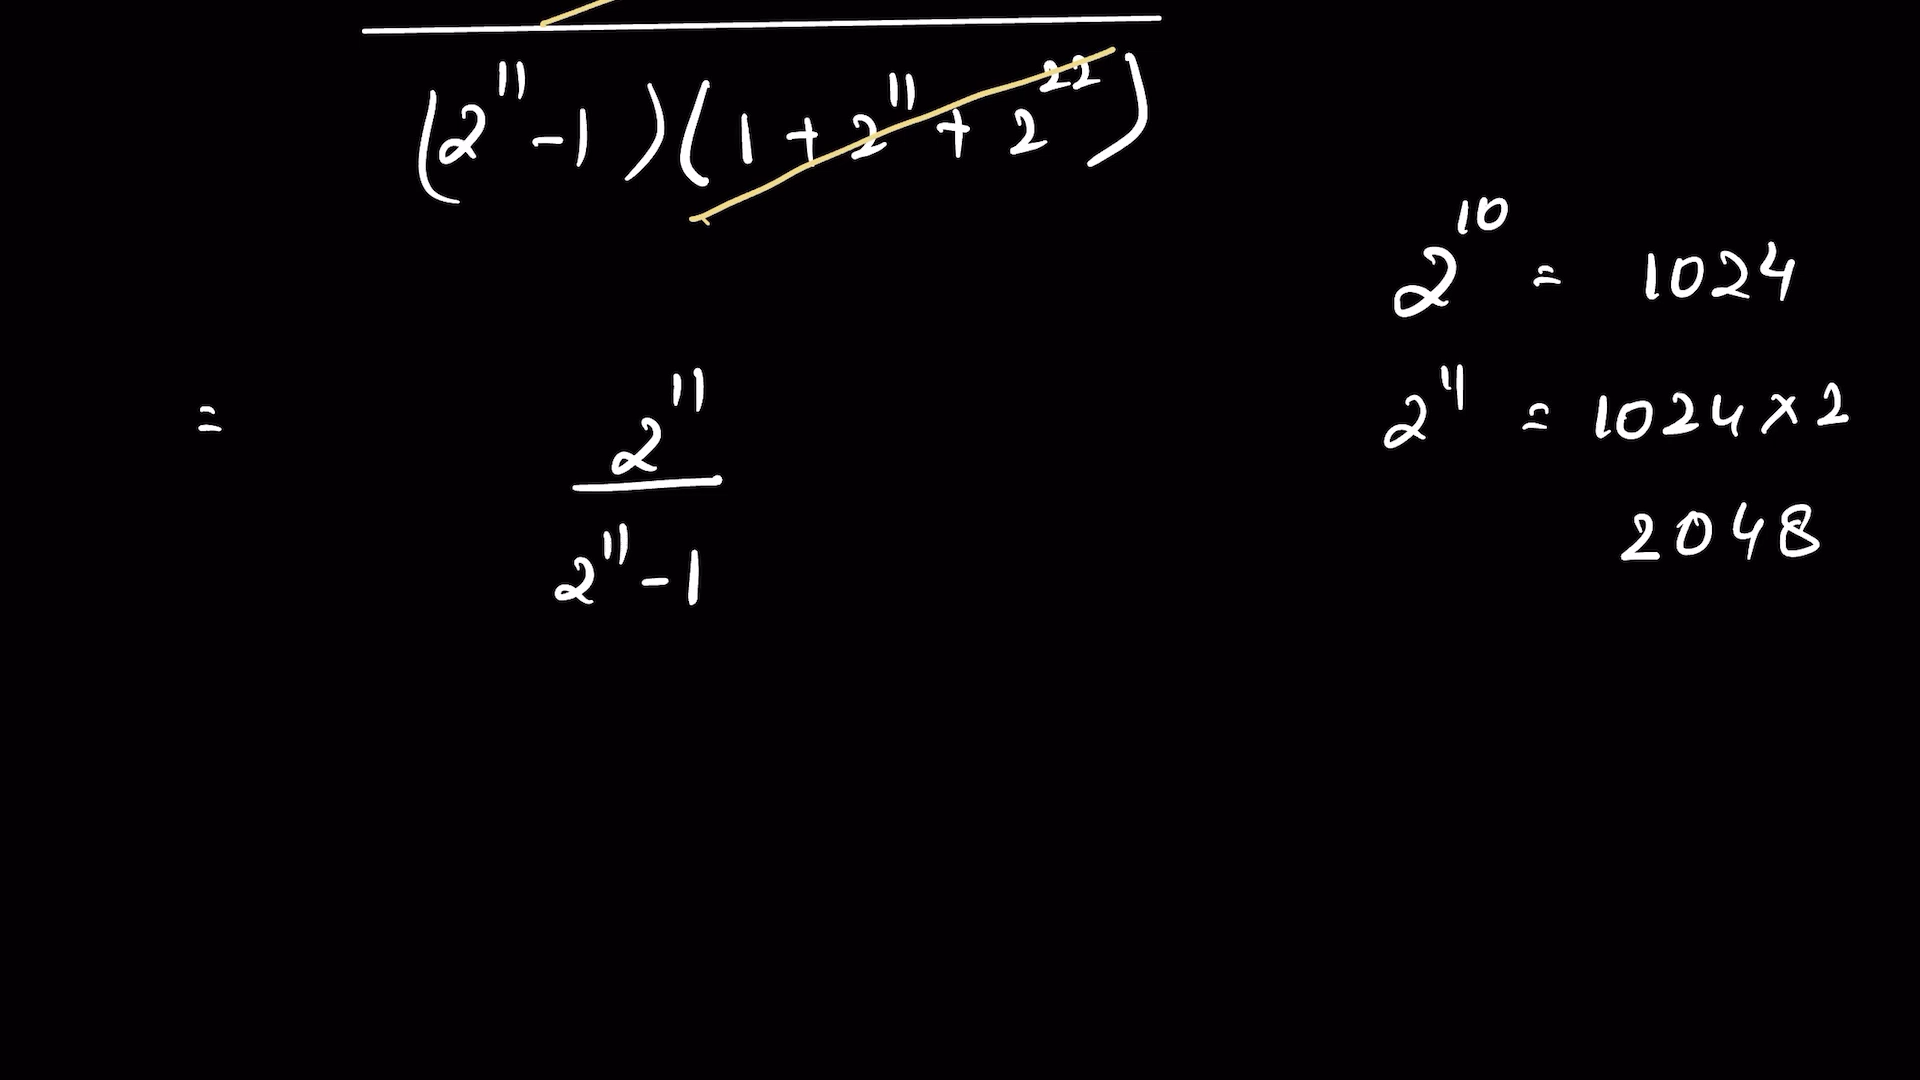 (2^11 - 1)(1 + 2^11 + 2^22)
2^10 = 1024
= 2^11 / 2^11 - 1
2^11 = 1024 × 2
2048